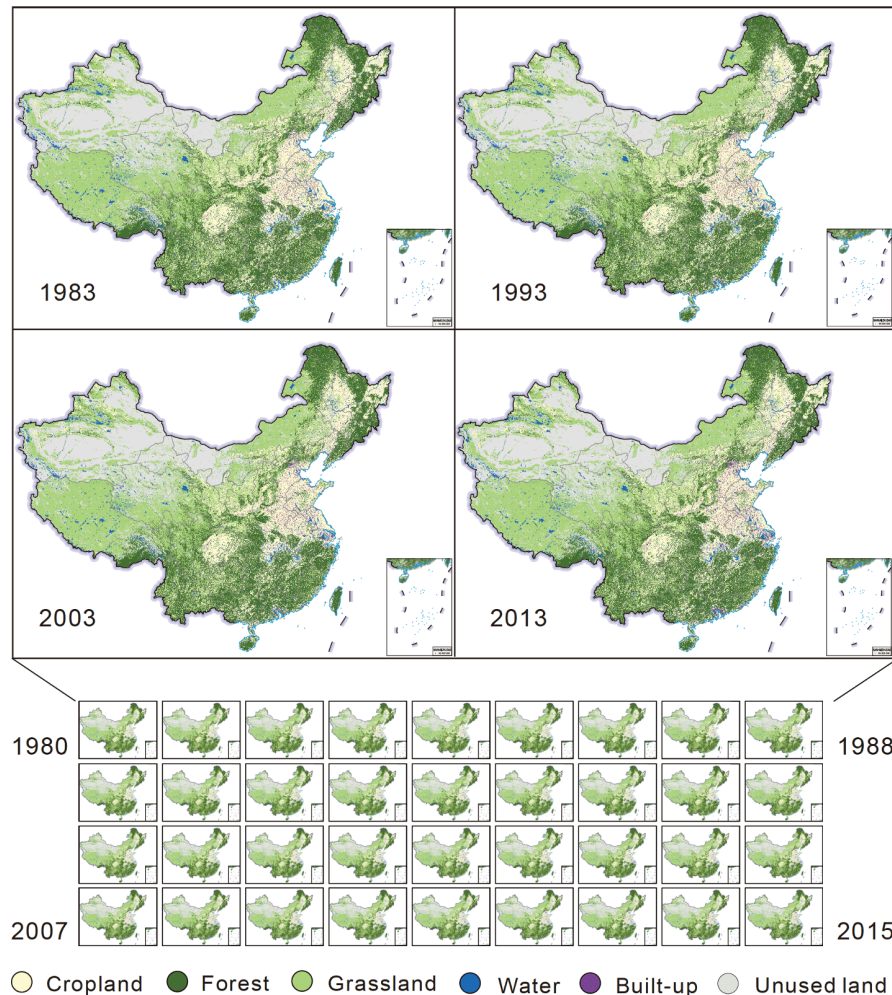 1983
1993
2003
2013
1980
1988
2007
2015
Cropland
Forest
Grassland
Water
Built-up
Unused land